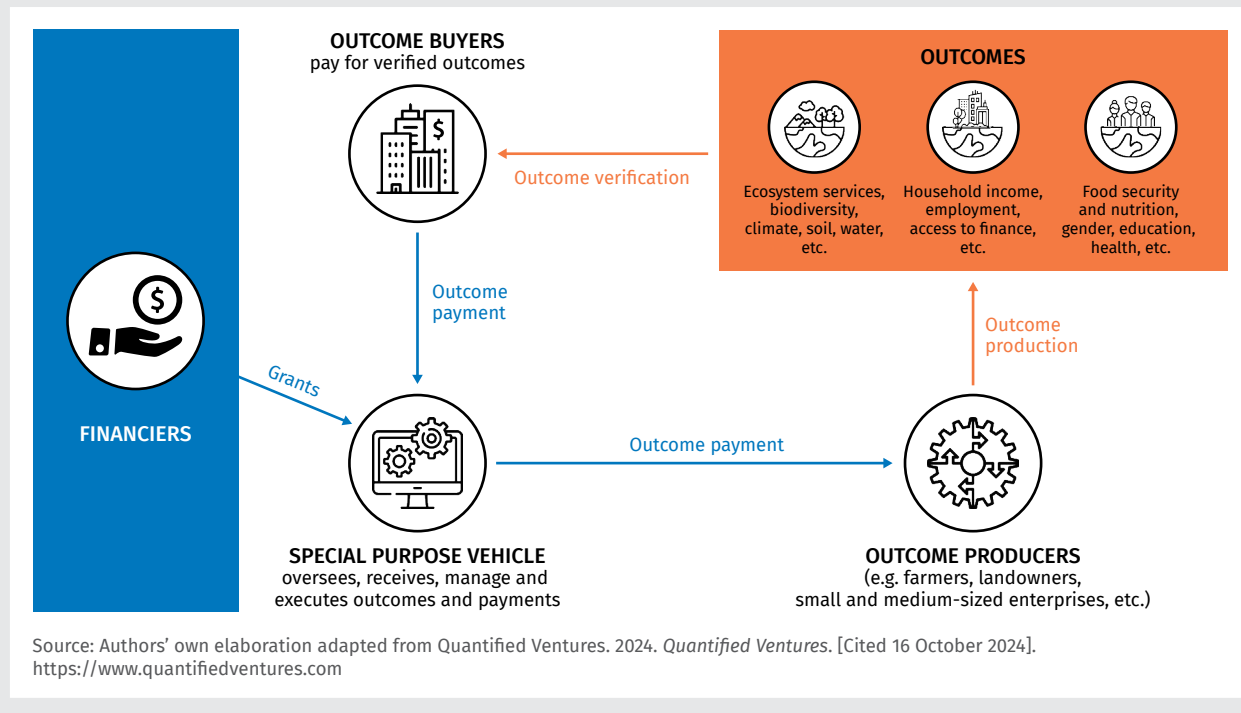 OUTCOME BUYERS
pay for verified outcomes
$
OUTCOMES
Outcome verification
Ecosystem services,
biodiversity,
climate, soil, water,
etc.
Household income,
employment,
access to finance,
etc.
Food security
and nutrition,
gender, education,
health, etc.
$
FINANCIERS
Outcome
payment
Outcome
production
Grants
Outcome payment
SPECIAL PURPOSE VEHICLE
oversees, receives, manage and
executes outcomes and payments
OUTCOME PRODUCERS
(e.g. farmers, landowners,
small and medium-sized enterprises, etc.)
Source: Authors’ own elaboration adapted from Quantified Ventures. 2024. Quantified Ventures. [Cited 16 October 2024].
https://www.quantifiedventures.com